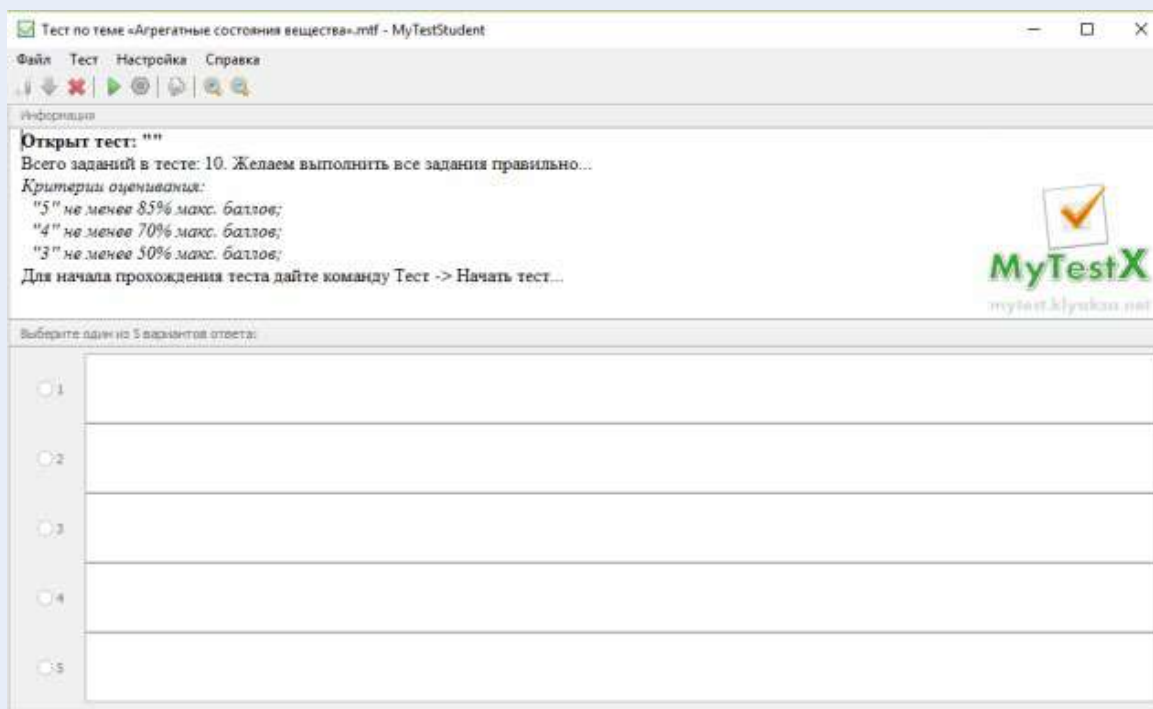 Тест по теме «Агрегатные состояния вещества».mtf - MyTestStudent
Файл Тест Настройка Справка
Информация
Открыт тест: ""
Всего заданий в тесте: 10. Желаем выполнить все задания правильно...
Критерии оценивания:
"5" не менее 85% макс. баллов;
"4" не менее 70% макс. баллов;
"3" не менее 50% макс. баллов;
Для начала прохождения теста дайте команду Тест -> Начать тест...
MyTestX
mytest.klyaksa.net
Выберите один из 5 вариантов ответа:
1
2
3
4
5